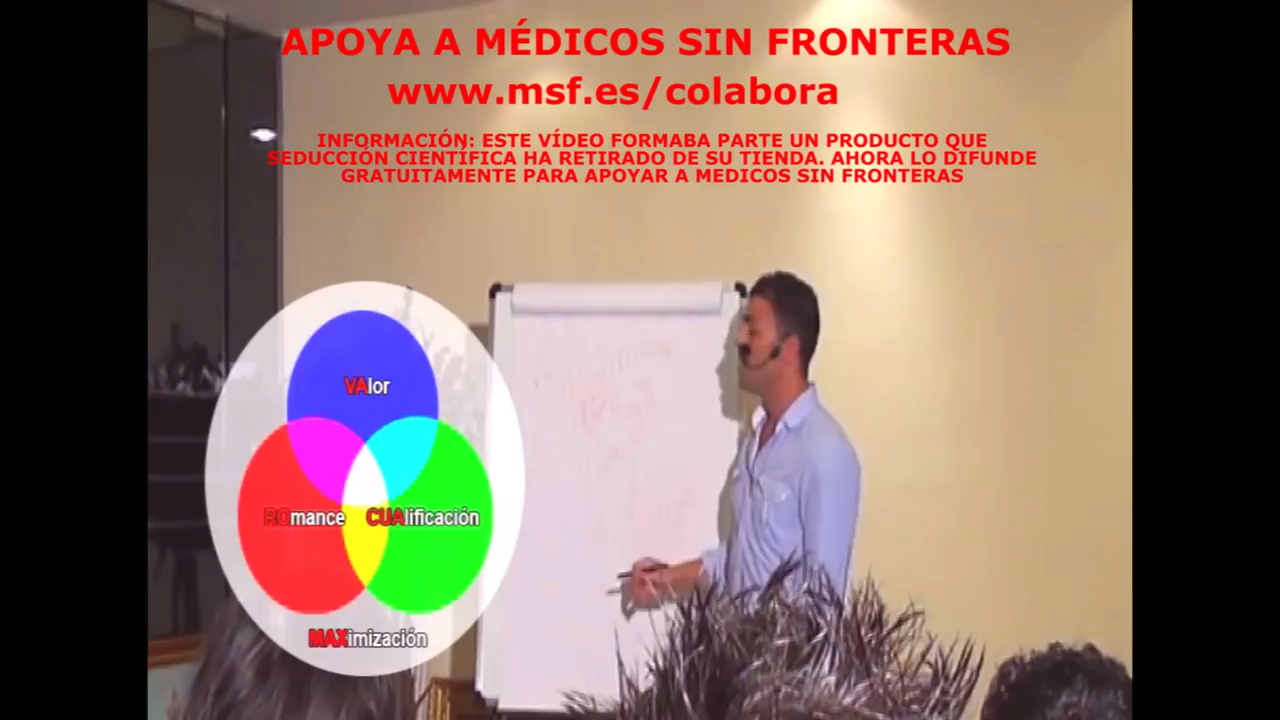 APOYA A MÉDICOS SIN FRONTERAS
www.msf.es/colabora
INFORMACIÓN: ESTE VÍDEO FORMABA PARTE UN PRODUCTO QUE
SEDUCCIÓN CIENTÍFICA HA RETIRADO DE SU TIENDA. AHORA LO DIFUNDE
GRATUITAMENTE PARA APOYAR A MEDICOS SIN FRONTERAS
VAlor
ROmance CUAlificación
MAXimización